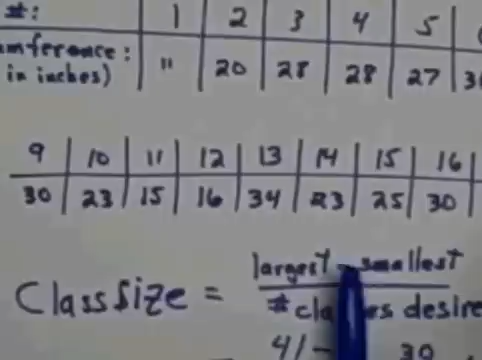 #: 1 2 3 4 5
mference: 11 20 28 28 27 3
in inches)
9 10 11 12 13 14 15 16
30 23 15 16 34 23 25 30
Class Size = largest - smallest
# cla es desire
41 - 30